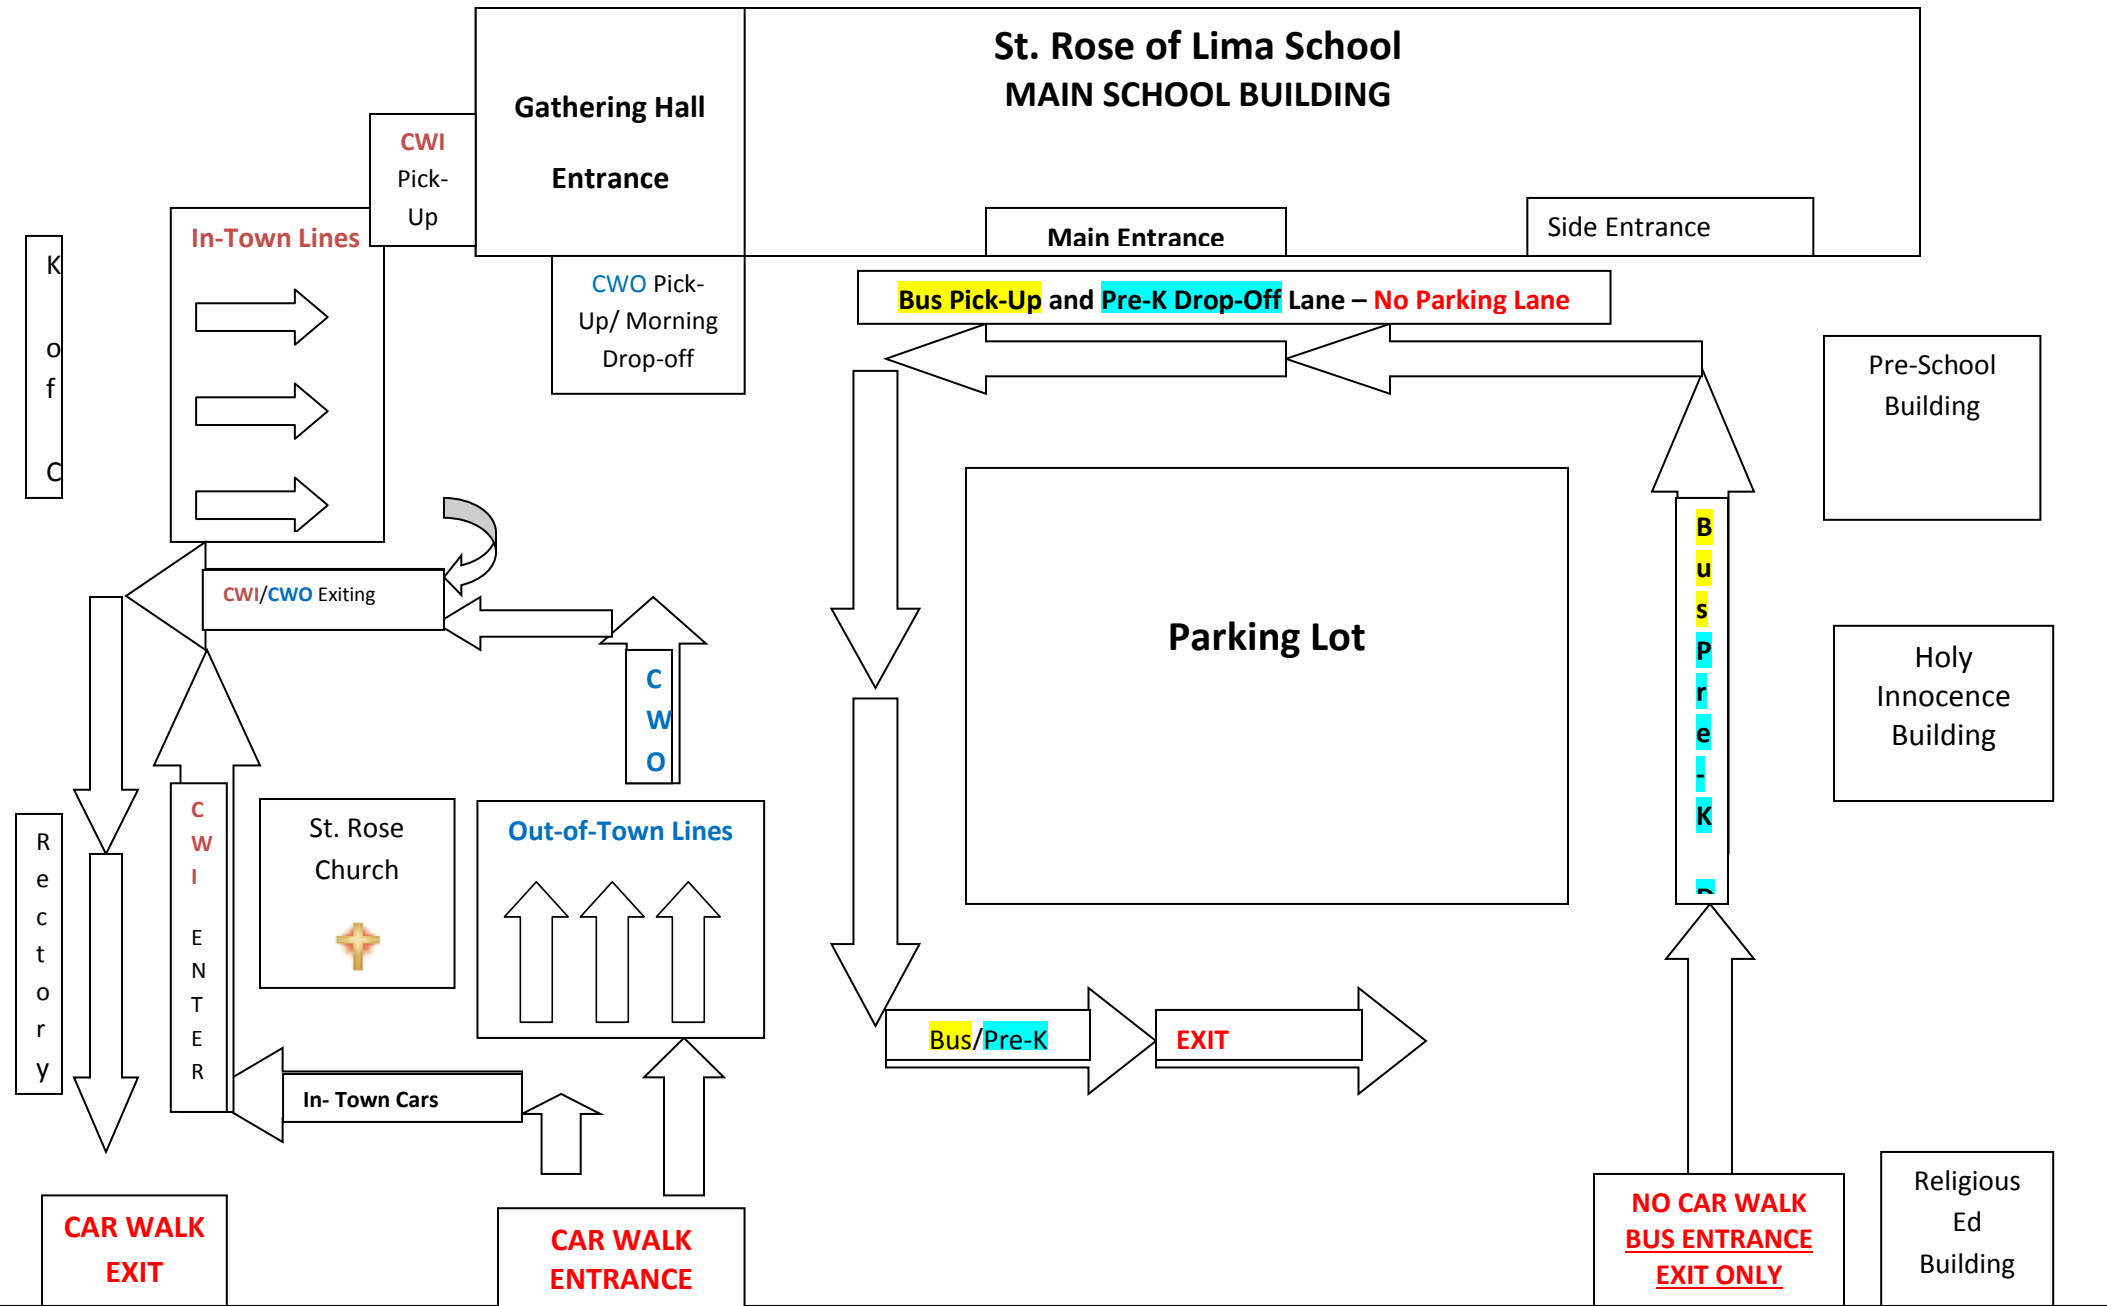 St. Rose of Lima School
MAIN SCHOOL BUILDING
Gathering Hall
Entrance
CWI
Pick-
Up
In-Town Lines
Main Entrance
Side Entrance
K
o
f
C
CWO Pick-
Up/ Morning
Drop-off
Bus Pick-Up and Pre-K Drop-Off Lane – No Parking Lane
Pre-School
Building
CWI/CWO Exiting
B
u
s
P
r
e
-
K
D
Parking Lot
Holy
Innocence
Building
C
W
O
R
e
c
t
o
r
y
C
W
I
E
N
T
E
R
St. Rose
Church
Out-of-Town Lines
Bus/Pre-K
EXIT
In- Town Cars
CAR WALK
EXIT
CAR WALK
ENTRANCE
NO CAR WALK
BUS ENTRANCE
EXIT ONLY
Religious
Ed
Building